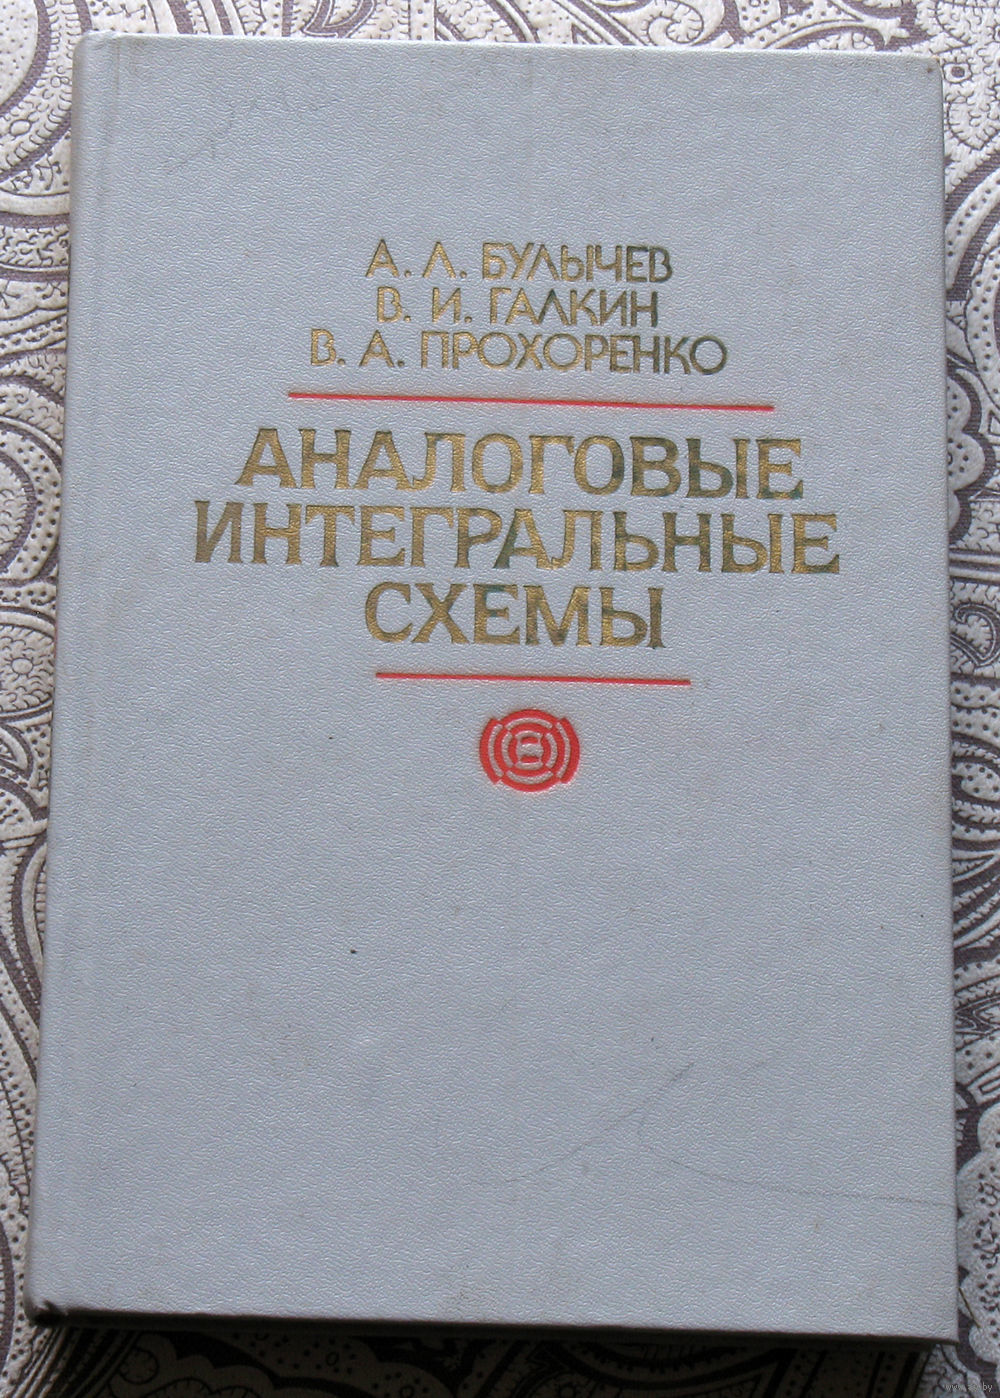 А. Л. БУЛЫЧЕВ
В. И. ГАЛКИН
В. А. ПРОХОРЕНКО
АНАЛОГОВЫЕ
ИНТЕГРАЛЬНЫЕ
СХЕМЫ